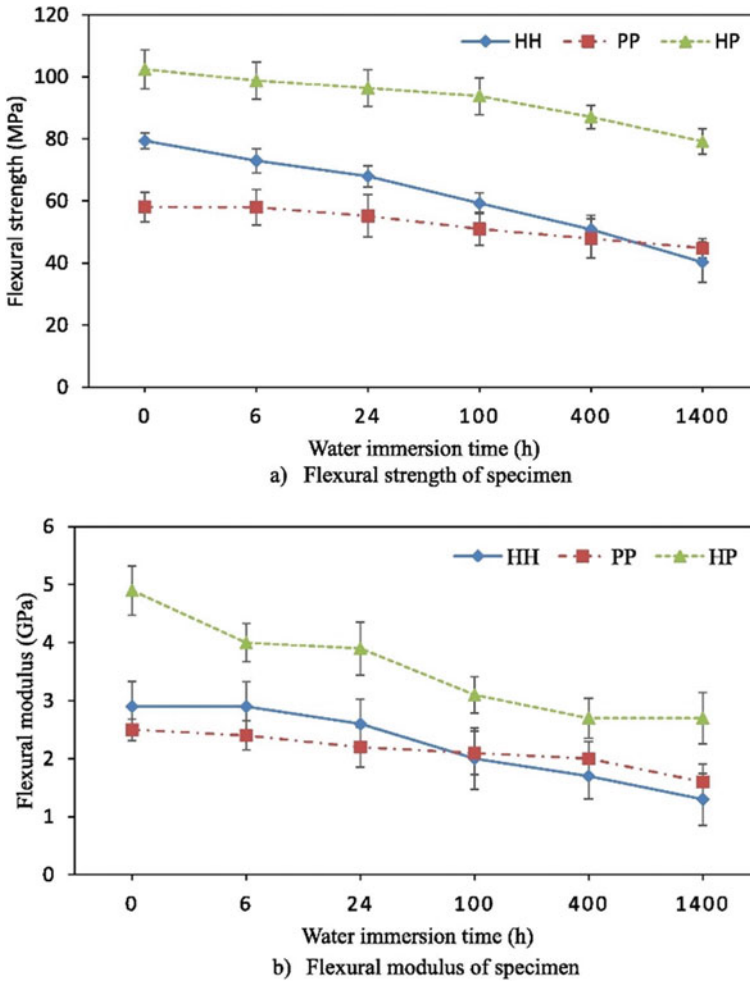 120
100
80
60
40
20
0
HH PP HP
Flexural strength (MPa)
0 6 24 100 400 1400
Water immersion time (h)
a) Flexural strength of specimen
6
5
4
3
2
1
0
HH PP HP
Flexural modulus (GPa)
0 6 24 100 400 1400
Water immersion time (h)
b) Flexural modulus of specimen